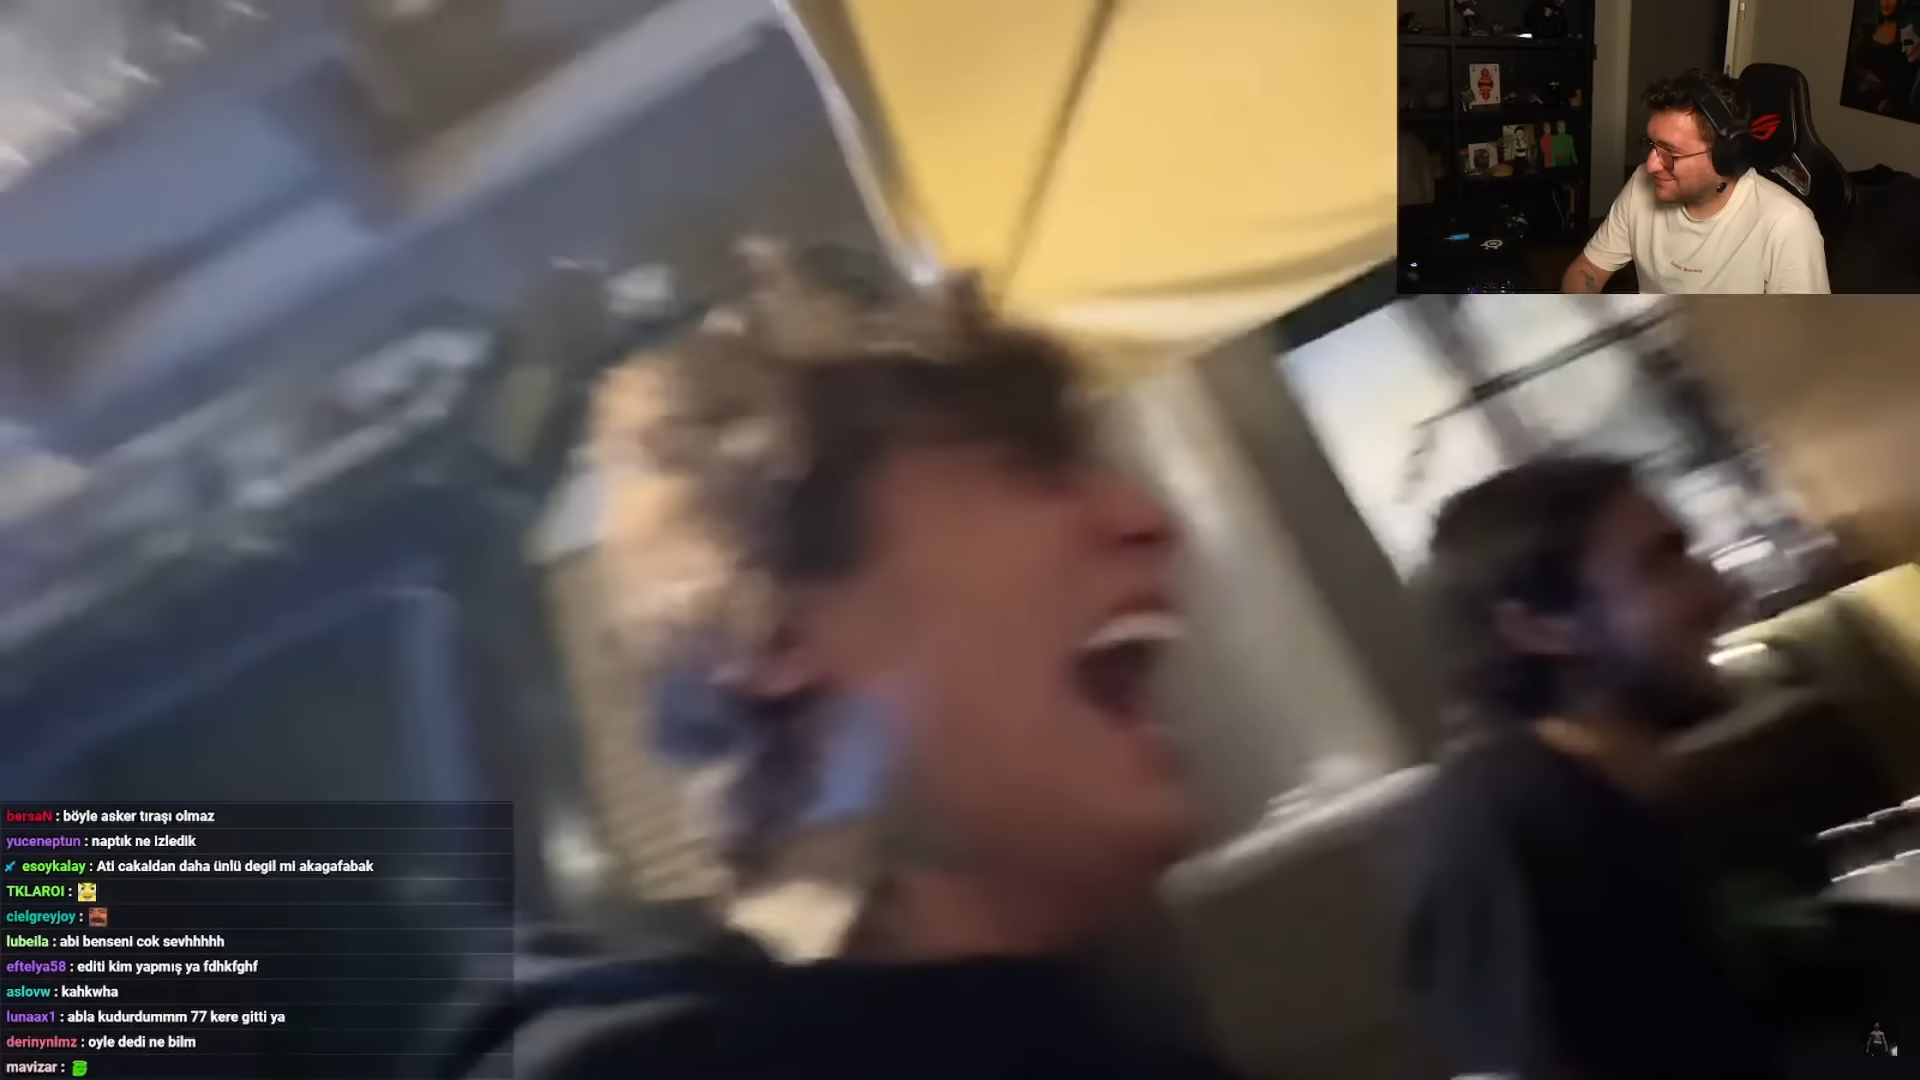 bersaN : böyle asker tıraşı olmaz
yuceneptun : naptık ne izledik
esoykalay : Ati cakaldan daha ünlü degil mi akagafabak
TKLAROI :
cielgreyjoy :
lubeila : abi benseni cok sevhhhhh
eftelya58 : editi kim yapmış ya fdhkfghf
aslovw : kahkwha
lunaax1 : abla kudurdummm 77 kere gitti ya
derinynlmz : oyle dedi ne bilm
mavizar :